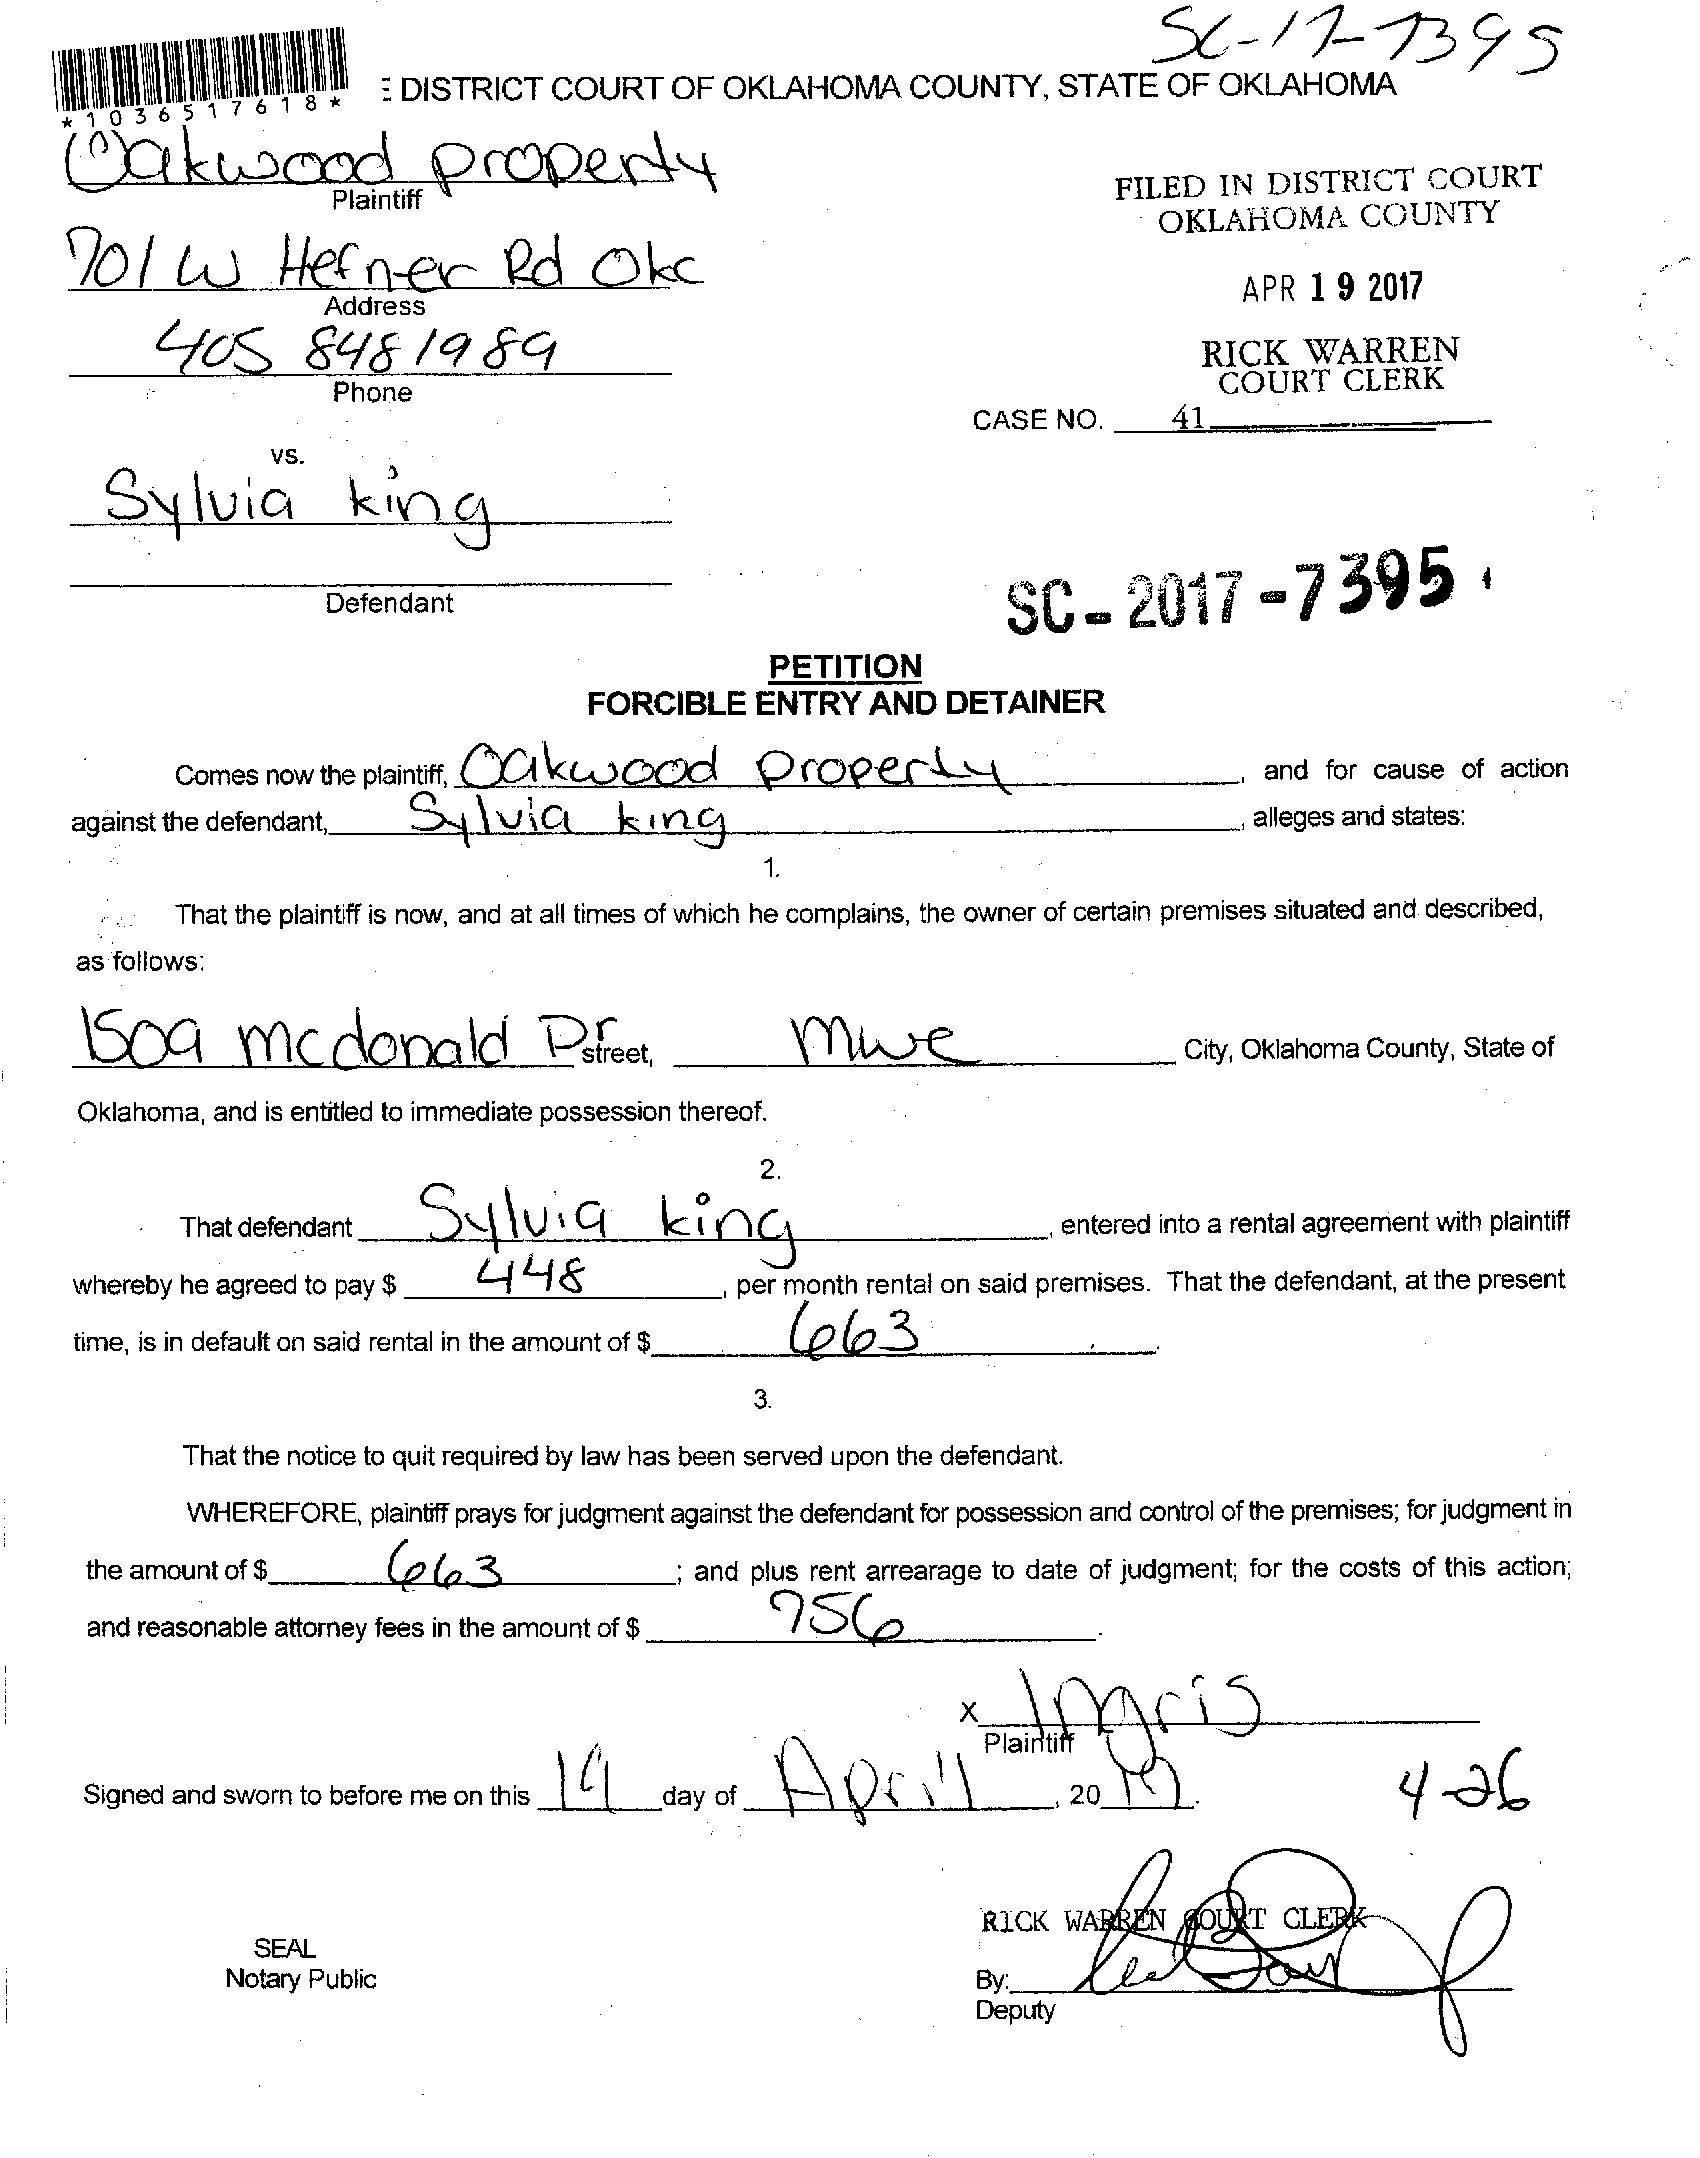 SC-17-7395
E DISTRICT COURT OF OKLAHOMA COUNTY, STATE OF OKLAHOMA
*1036517618*
Oakwood property
Plaintiff
FILED IN DISTRICT COURT
OKLAHOMA COUNTY
701 W Hefner Rd Okc
Address
APR 19 2017
405 848 1989
Phone
RICK WARREN
COURT CLERK
CASE NO. 41
vs.
Sylvia king
Defendant
SC-2017-7395
PETITION
FORCIBLE ENTRY AND DETAINER
Comes now the plaintiff, Oakwood property, and for cause of action
against the defendant, Sylvia king, alleges and states:
1.
That the plaintiff is now, and at all times of which he complains, the owner of certain premises situated and described,
as follows:
1509 mcdonald Dr street, mwc City, Oklahoma County, State of
Oklahoma, and is entitled to immediate possession thereof.
2.
That defendant Sylvia king, entered into a rental agreement with plaintiff
whereby he agreed to pay $ 448, per month rental on said premises. That the defendant, at the present
time, is in default on said rental in the amount of $ 663.
3.
That the notice to quit required by law has been served upon the defendant.
WHEREFORE, plaintiff prays for judgment against the defendant for possession and control of the premises; for judgment in
the amount of $ 663; and plus rent arrearage to date of judgment; for the costs of this action;
and reasonable attorney fees in the amount of $ 756.
x Ingris
Plaintiff
Signed and sworn to before me on this 19 day of April, 20 17.
4-26
RICK WARREN COURT CLERK
SEAL
Notary Public
By:
Deputy